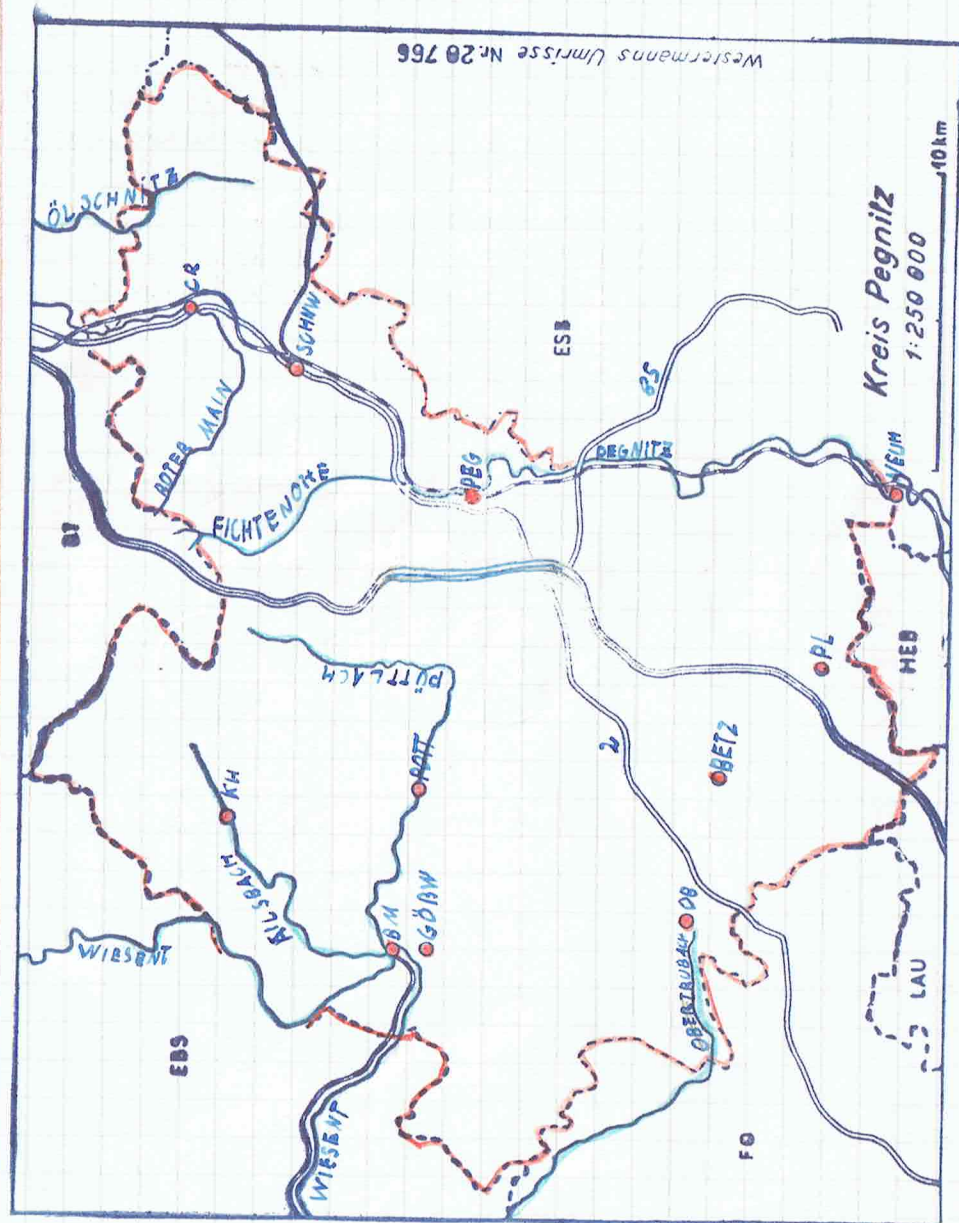 Westermanns Umrisse Nr. 20 766
ÖLSCHNITZ
CR
SCHNW
ROTER MAIN
FICHTENOHE
BT
ESB
85
PEG
PEGNITZ
Kreis Pegnitz
1:250 000
10km
NEUH
HEB
PL
PÜTTLACH
2
BETZ
KH
AILSBACH
POTT
BM
GÖßW
WIESENT
EBS
WIESENT
OBERTRUBACH
OB
LAU
FO